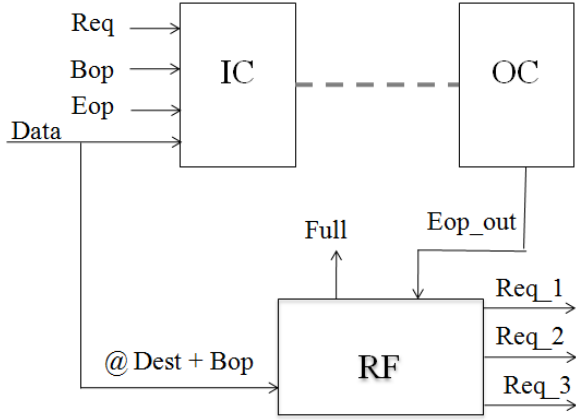 Req
Bop
Eop
Data
IC
OC
Full
Eop_out
@ Dest + Bop
RF
Req_1
Req_2
Req_3